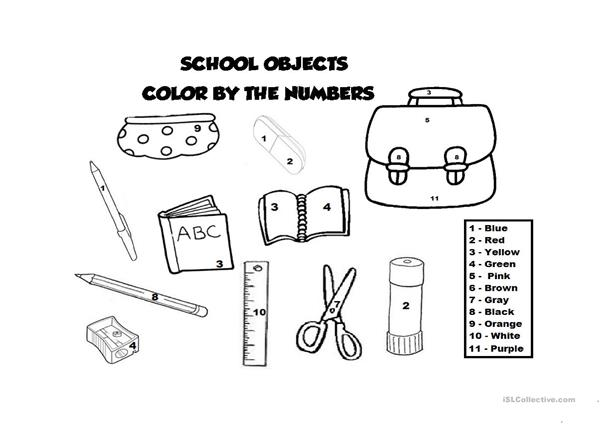 SCHOOL OBJECTS
COLOR BY THE NUMBERS
3
9
5
1
2
8 8
1
11
3 4
ABC
3
8
10
7
2
4
1 - Blue
2 - Red
3 - Yellow
4 - Green
5 - Pink
6 - Brown
7 - Gray
8 - Black
9 - Orange
10 - White
11 - Purple
iSLCollective.com